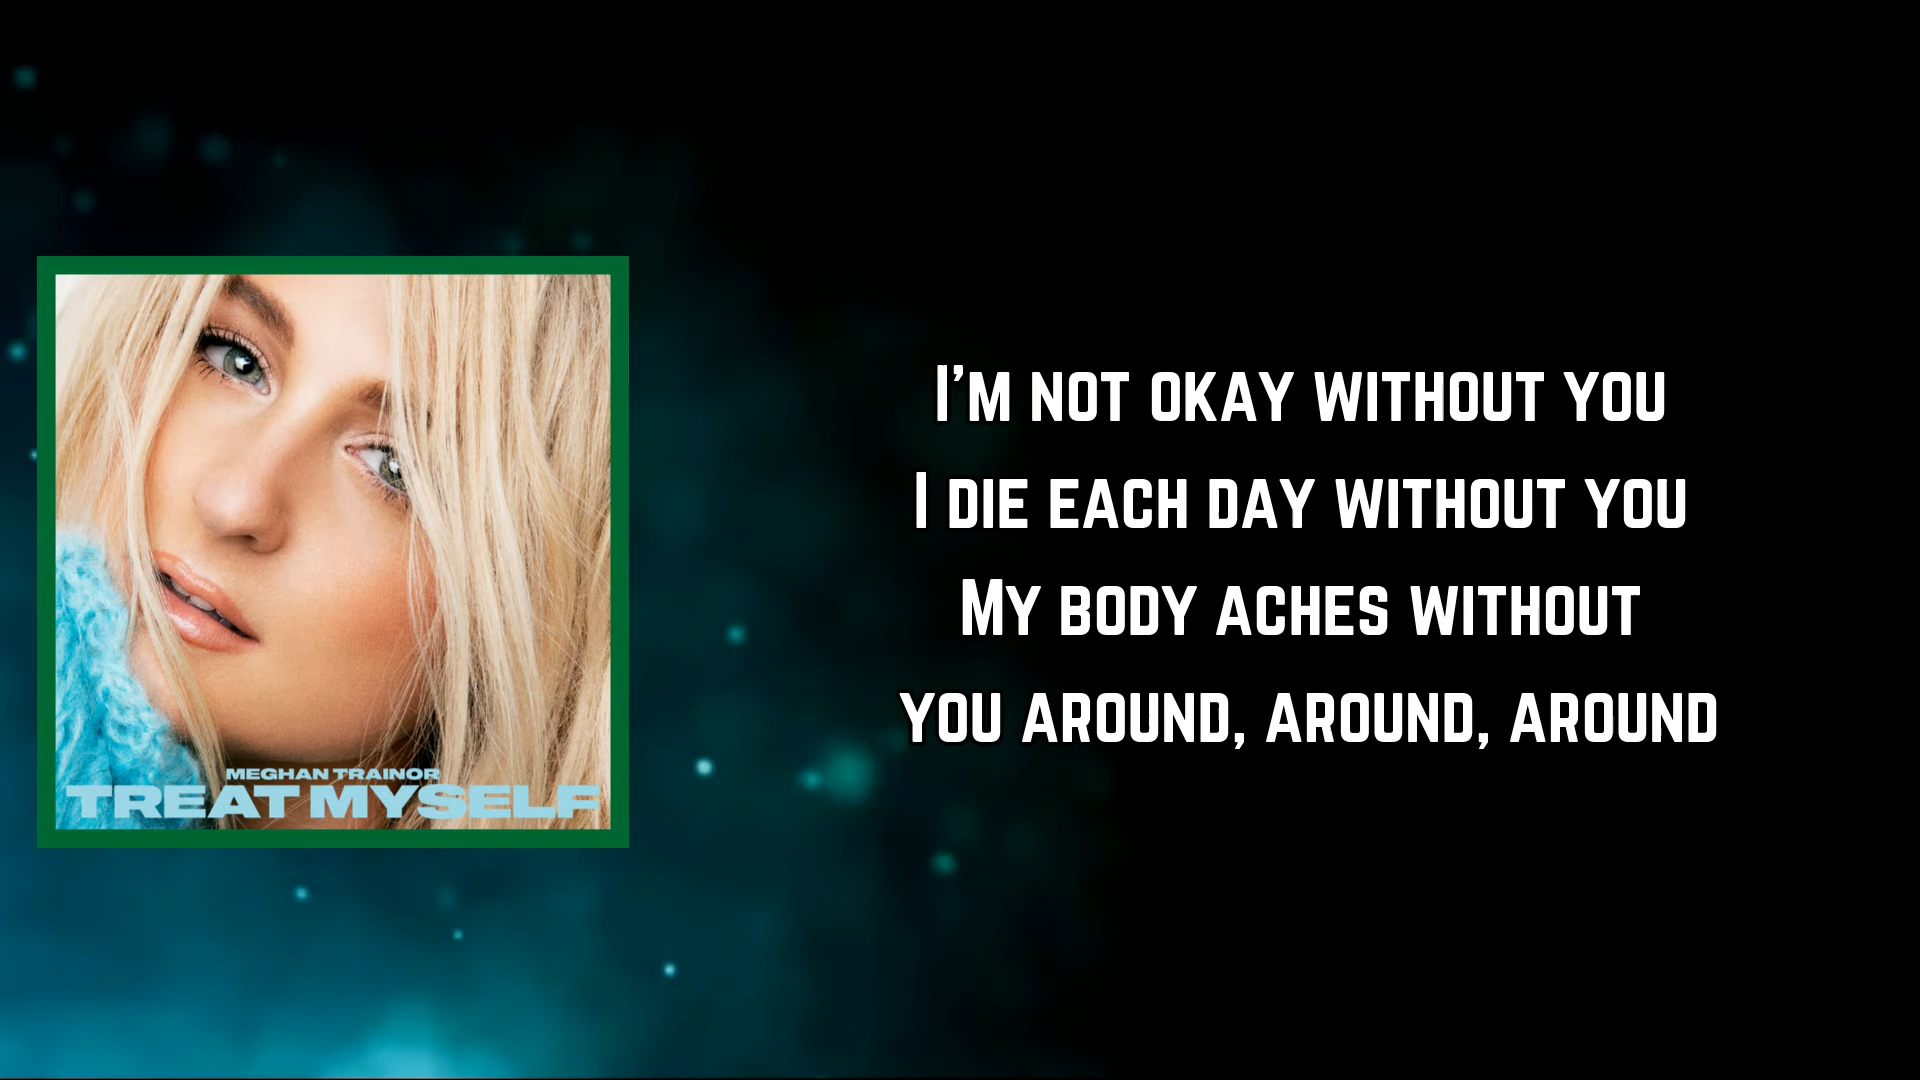 MEGHAN TRAINOR
TREAT MYSELF
I'm not okay without you
I die each day without you
My body aches without
you around, around, around